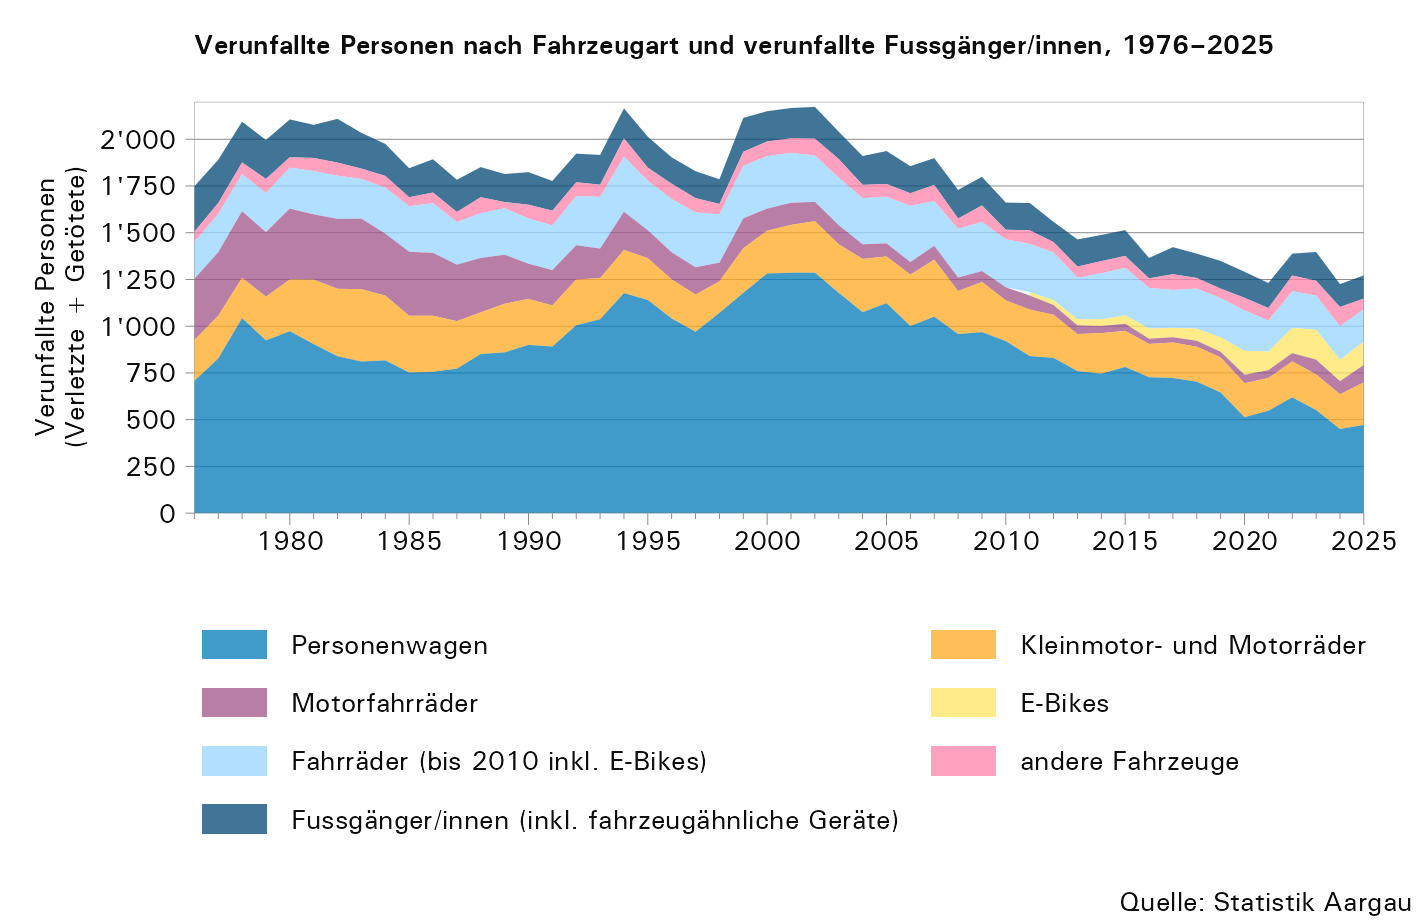 Verunfallte Personen nach Fahrzeugart und verunfallte Fussgänger/innen, 1976–2025
Verunfallte Personen
(Verletzte + Getötete)
2'000
1'750
1'500
1'250
1'000
750
500
250
0
1980 1985 1990 1995 2000 2005 2010 2015 2020 2025
Personenwagen
Kleinmotor- und Motorräder
Motorfahrräder
E-Bikes
Fahrräder (bis 2010 inkl. E-Bikes)
andere Fahrzeuge
Fussgänger/innen (inkl. fahrzeugähnliche Geräte)
Quelle: Statistik Aargau